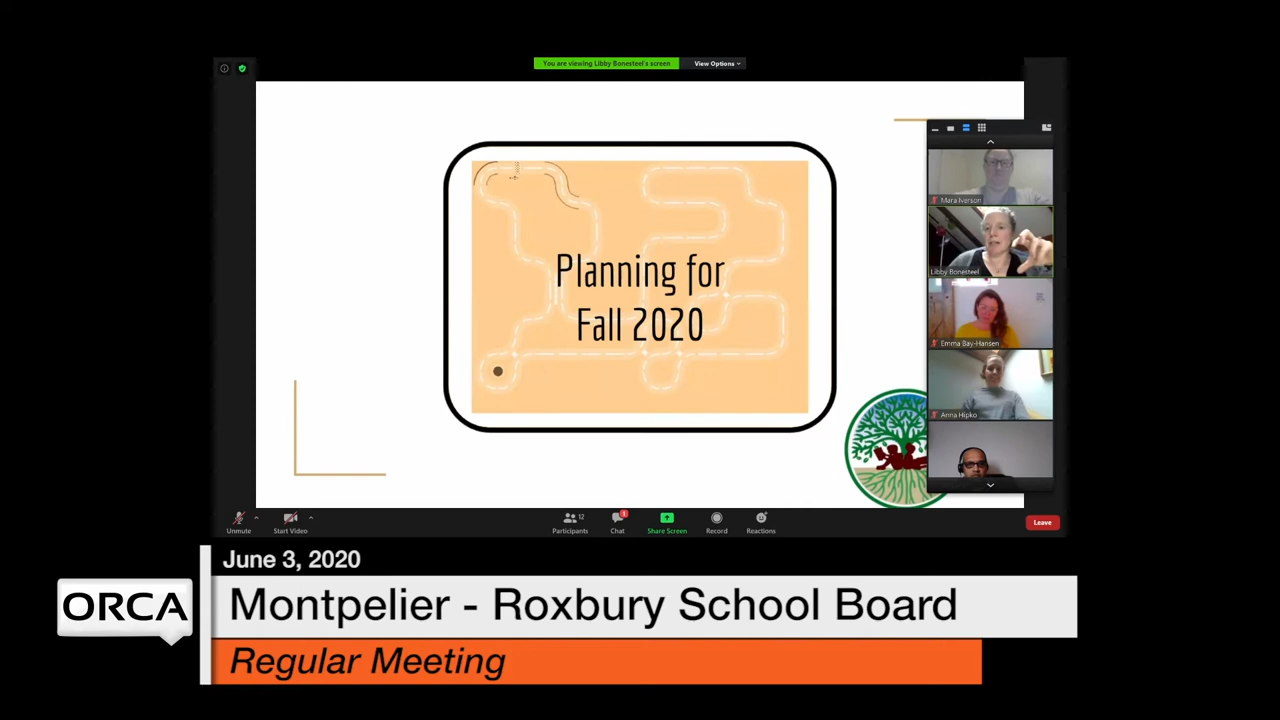 You are viewing Libby Bonesteel's screen
View Options
Planning for
Fall 2020
Mara Iverson
Libby Bonesteel
Emma Bay-Hansen
Anna Hipko
Unmute
Start Video
12
Participants
1
Chat
Share Screen
Record
Reactions
Leave
June 3, 2020
ORCA
Montpelier - Roxbury School Board
Regular Meeting